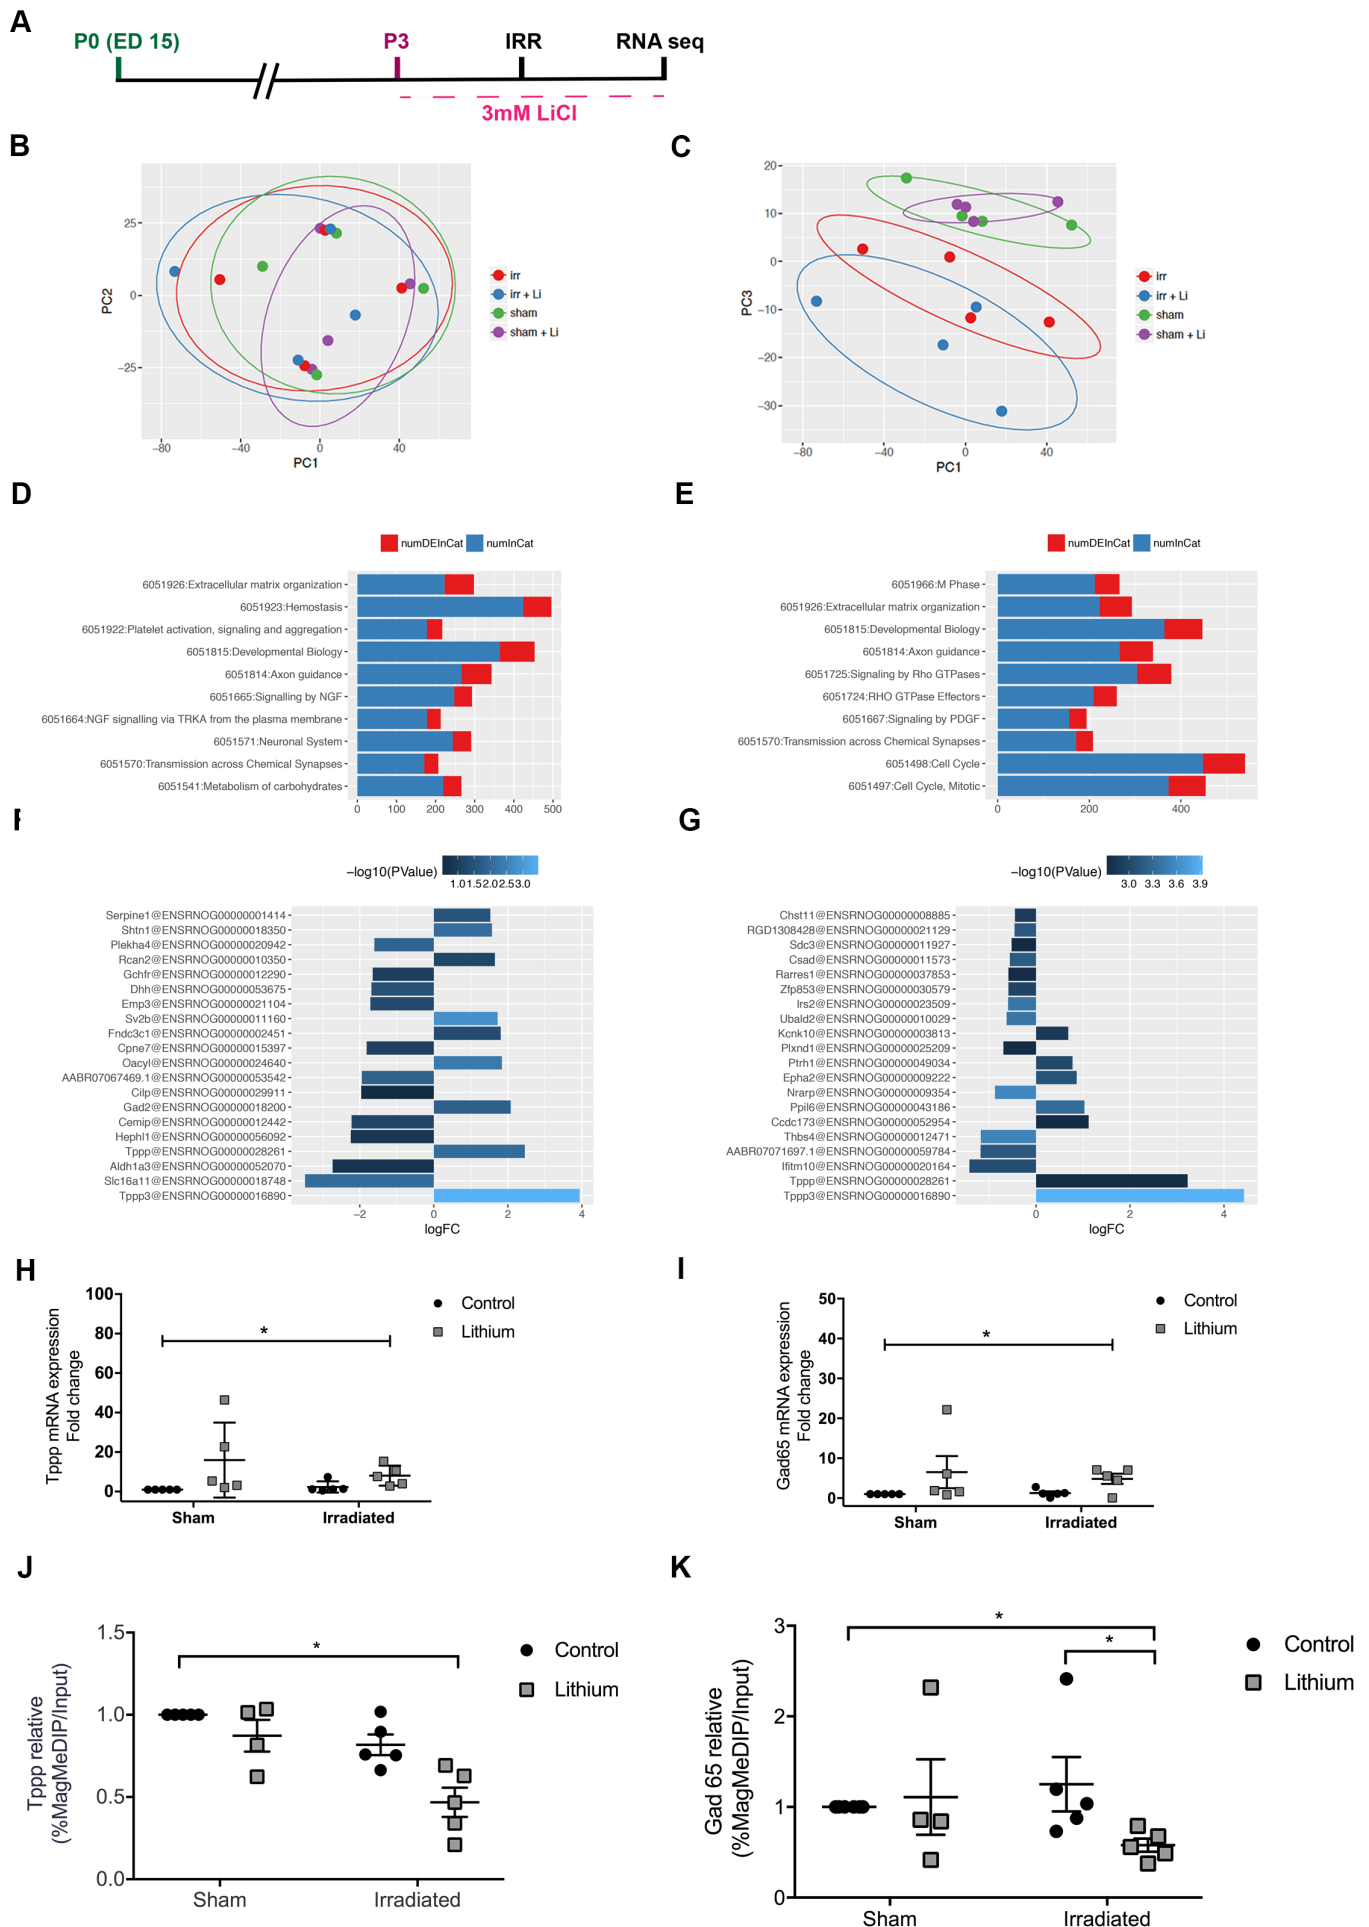 A
P0 (ED 15)
P3
IRR
RNA seq
3mM LiCl
B
25
0
−25
PC2
−80
−40
0
40
PC1
irr
irr + Li
sham
sham + Li
C
20
10
0
−10
−20
−30
PC3
−80
−40
0
40
PC1
irr
irr + Li
sham
sham + Li
D
numDEInCat
numInCat
6051926:Extracellular matrix organization
6051923:Hemostasis
6051922:Platelet activation, signaling and aggregation
6051815:Developmental Biology
6051814:Axon guidance
6051665:Signalling by NGF
6051664:NGF signalling via TRKA from the plasma membrane
6051571:Neuronal System
6051570:Transmission across Chemical Synapses
6051541:Metabolism of carbohydrates
0 100 200 300 400 500
E
numDEInCat
numInCat
6051966:M Phase
6051926:Extracellular matrix organization
6051815:Developmental Biology
6051814:Axon guidance
6051725:Signaling by Rho GTPases
6051724:RHO GTPase Effectors
6051667:Signaling by PDGF
6051570:Transmission across Chemical Synapses
6051498:Cell Cycle
6051497:Cell Cycle, Mitotic
0 200 400
−log10(PValue)
1.01.52.02.53.0
Serpine1@ENSRNOG00000001414
Shtn1@ENSRNOG00000018350
Plekha4@ENSRNOG00000020942
Rcan2@ENSRNOG00000010350
Gchfr@ENSRNOG00000012290
Dhh@ENSRNOG00000053675
Emp3@ENSRNOG00000021104
Sv2b@ENSRNOG00000011160
Fndc3c1@ENSRNOG00000002451
Cpne7@ENSRNOG00000015397
Oacyl@ENSRNOG00000024640
AABR07067469.1@ENSRNOG00000053542
Cilp@ENSRNOG00000029911
Gad2@ENSRNOG00000018200
Cemip@ENSRNOG00000012442
Hephl1@ENSRNOG00000056092
Tppp@ENSRNOG00000028261
Aldh1a3@ENSRNOG00000052070
Slc16a11@ENSRNOG00000018748
Tppp3@ENSRNOG00000016890
−2 0 2 4
logFC
G
−log10(PValue)
3.0 3.3 3.6 3.9
Chst11@ENSRNOG00000008885
RGD1308428@ENSRNOG00000021129
Sdc3@ENSRNOG00000011927
Csad@ENSRNOG00000011573
Rarres1@ENSRNOG00000037853
Zfp853@ENSRNOG00000030579
Irs2@ENSRNOG00000023509
Ubald2@ENSRNOG00000010029
Kcnk10@ENSRNOG00000003813
Plxnd1@ENSRNOG00000025209
Ptrh1@ENSRNOG00000049034
Epha2@ENSRNOG00000009222
Nrarp@ENSRNOG00000009354
Ppil6@ENSRNOG00000043186
Ccdc173@ENSRNOG00000052954
Thbs4@ENSRNOG00000012471
AABR07071697.1@ENSRNOG00000059784
Ifitm10@ENSRNOG00000020164
Tppp@ENSRNOG00000028261
Tppp3@ENSRNOG00000016890
0 2 4
logFC
H
Tppp mRNA expression
Fold change
100
80
60
40
20
0
*
Control
Lithium
Sham
Irradiated
I
Gad65 mRNA expression
Fold change
50
40
30
20
10
0
*
Control
Lithium
Sham
Irradiated
J
Tppp relative
(%MagMeDIP/Input)
1.5
1.0
0.5
0.0
*
Control
Lithium
Sham
Irradiated
K
Gad 65 relative
(%MagMeDIP/Input)
3
2
1
0
*
*
Control
Lithium
Sham
Irradiated